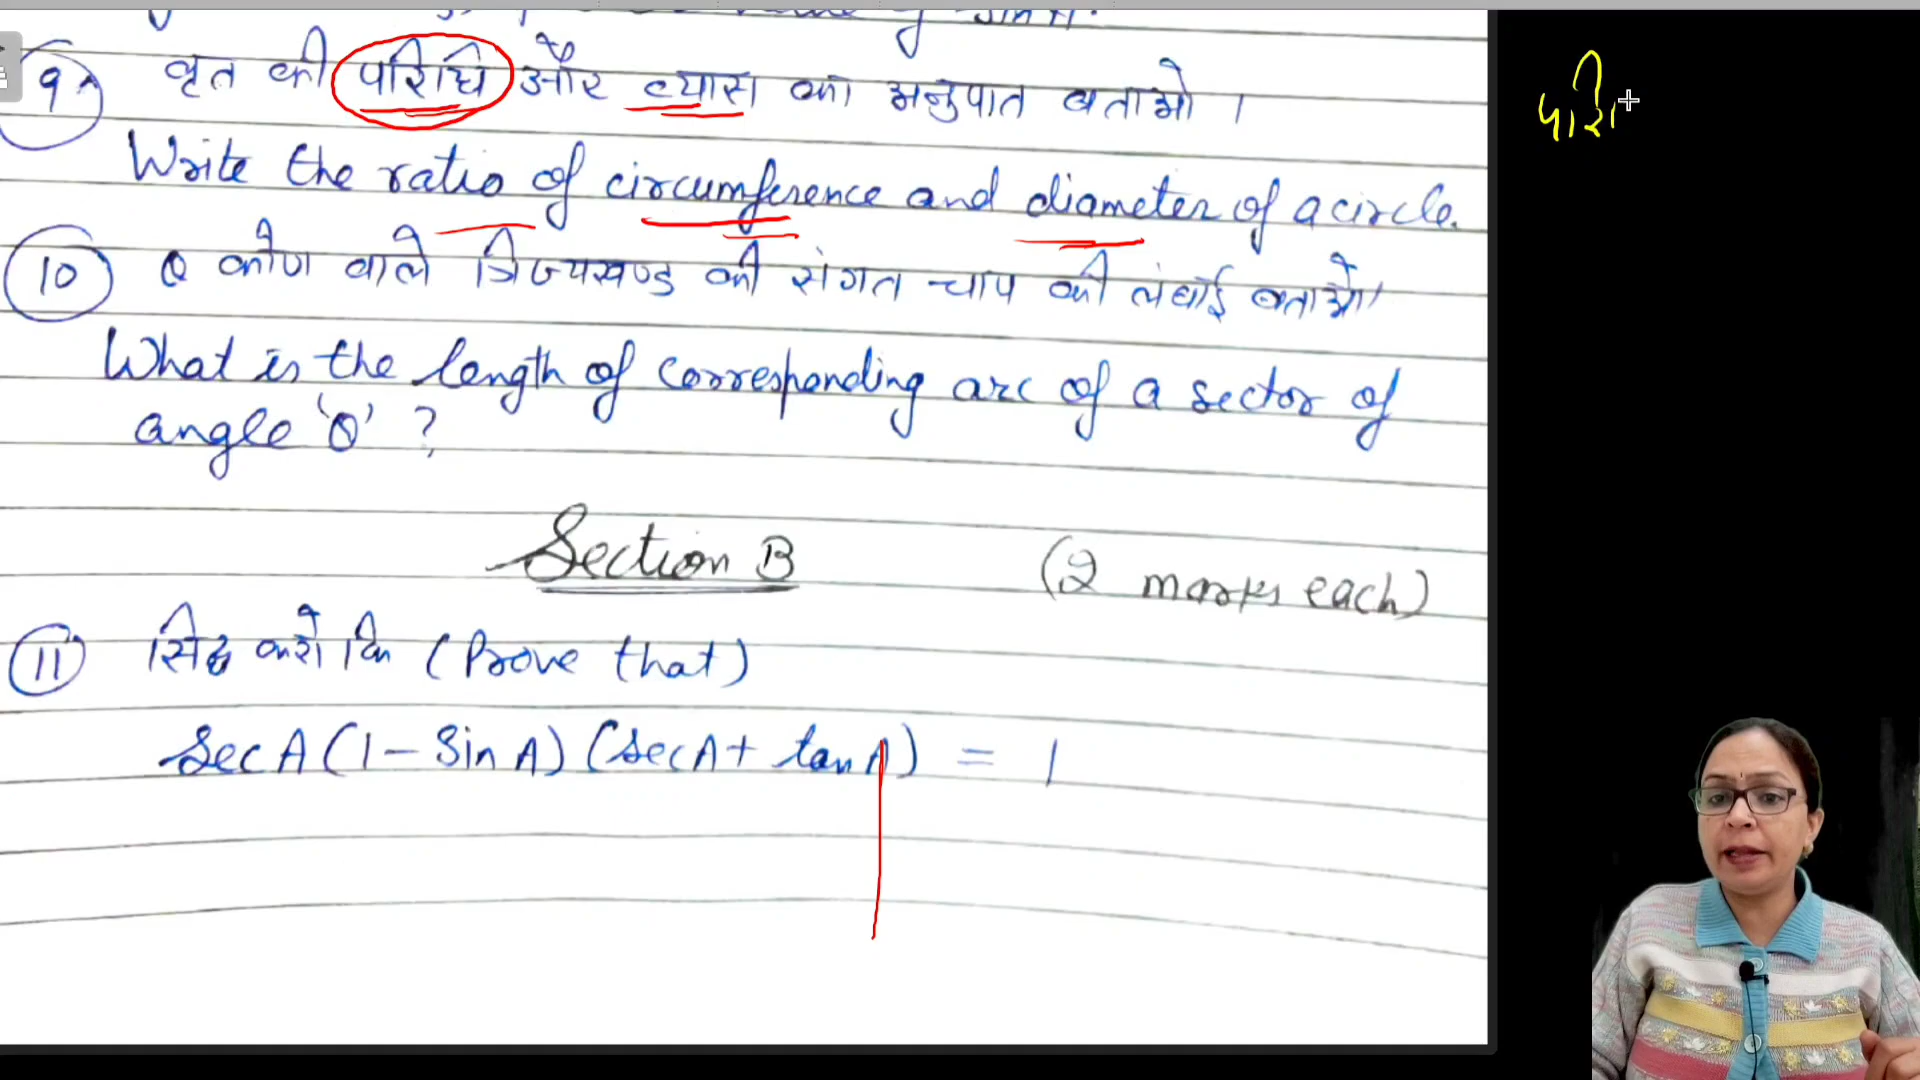 sin A.
9. वृत की परिधि और व्यास का अनुपात बताओ ।
Write the ratio of circumference and diameter of a circle.
10 θ कोण वाले त्रिज्यखण्ड की संगत चाप की लंबाई बताओ।
What is the length of corresponding arc of a sector of
angle 'θ' ?
Section B (2 marks each)
11 सिद्ध करो कि (Prove that)
sec A (1 - Sin A) (sec A + tan A) = 1
परि